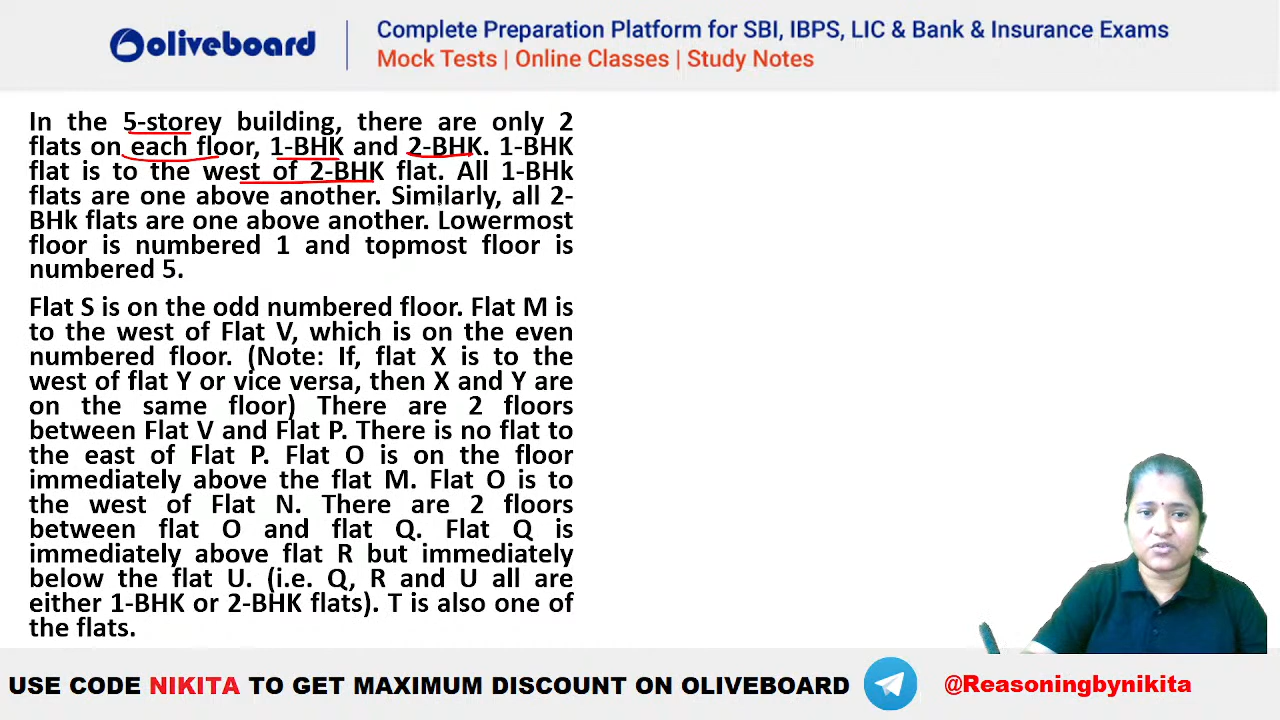 oliveboard
Complete Preparation Platform for SBI, IBPS, LIC & Bank & Insurance Exams
Mock Tests | Online Classes | Study Notes
In the 5-storey building, there are only 2
flats on each floor, 1-BHK and 2-BHK. 1-BHK
flat is to the west of 2-BHK flat. All 1-BHk
flats are one above another. Similarly, all 2-
BHk flats are one above another. Lowermost
floor is numbered 1 and topmost floor is
numbered 5.
Flat S is on the odd numbered floor. Flat M is
to the west of Flat V, which is on the even
numbered floor. (Note: If, flat X is to the
west of flat Y or vice versa, then X and Y are
on the same floor) There are 2 floors
between Flat V and Flat P. There is no flat to
the east of Flat P. Flat O is on the floor
immediately above the flat M. Flat O is to
the west of Flat N. There are 2 floors
between flat O and flat Q. Flat Q is
immediately above flat R but immediately
below the flat U. (i.e. Q, R and U all are
either 1-BHK or 2-BHK flats). T is also one of
the flats.
USE CODE NIKITA TO GET MAXIMUM DISCOUNT ON OLIVEBOARD
@Reasoningbynikita